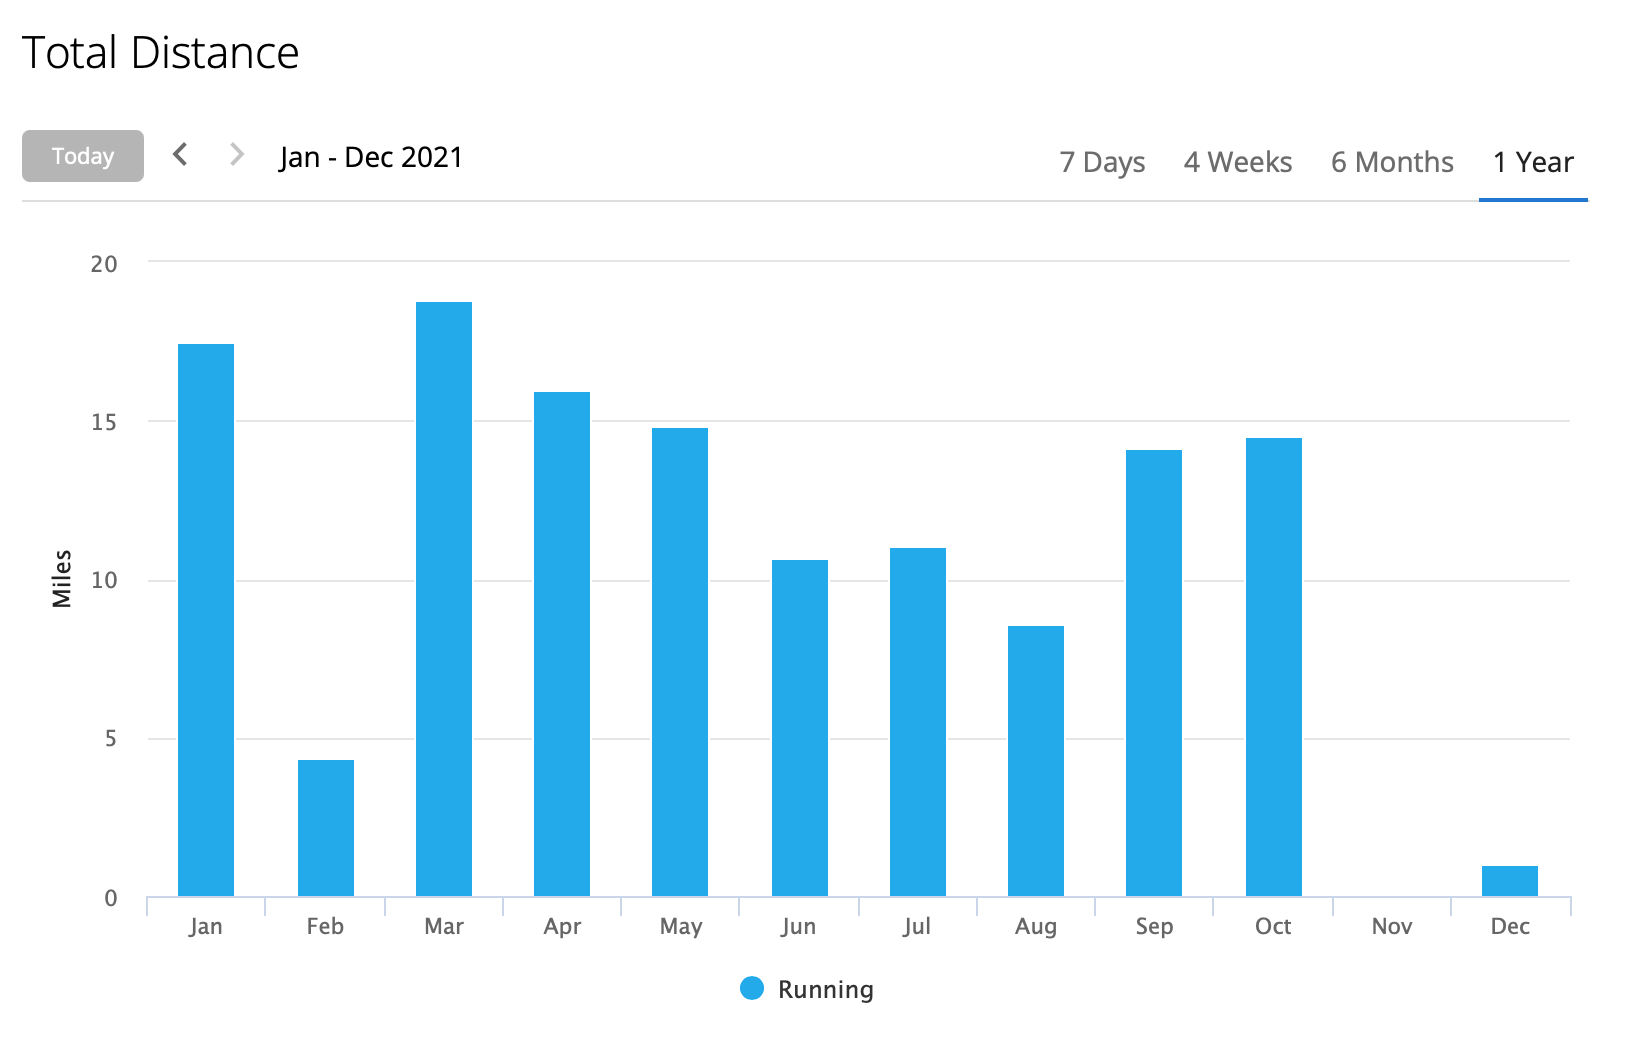 Total Distance
Today Jan - Dec 2021 7 Days 4 Weeks 6 Months 1 Year
20
15
10
5
0
Miles
Jan Feb Mar Apr May Jun Jul Aug Sep Oct Nov Dec
Running